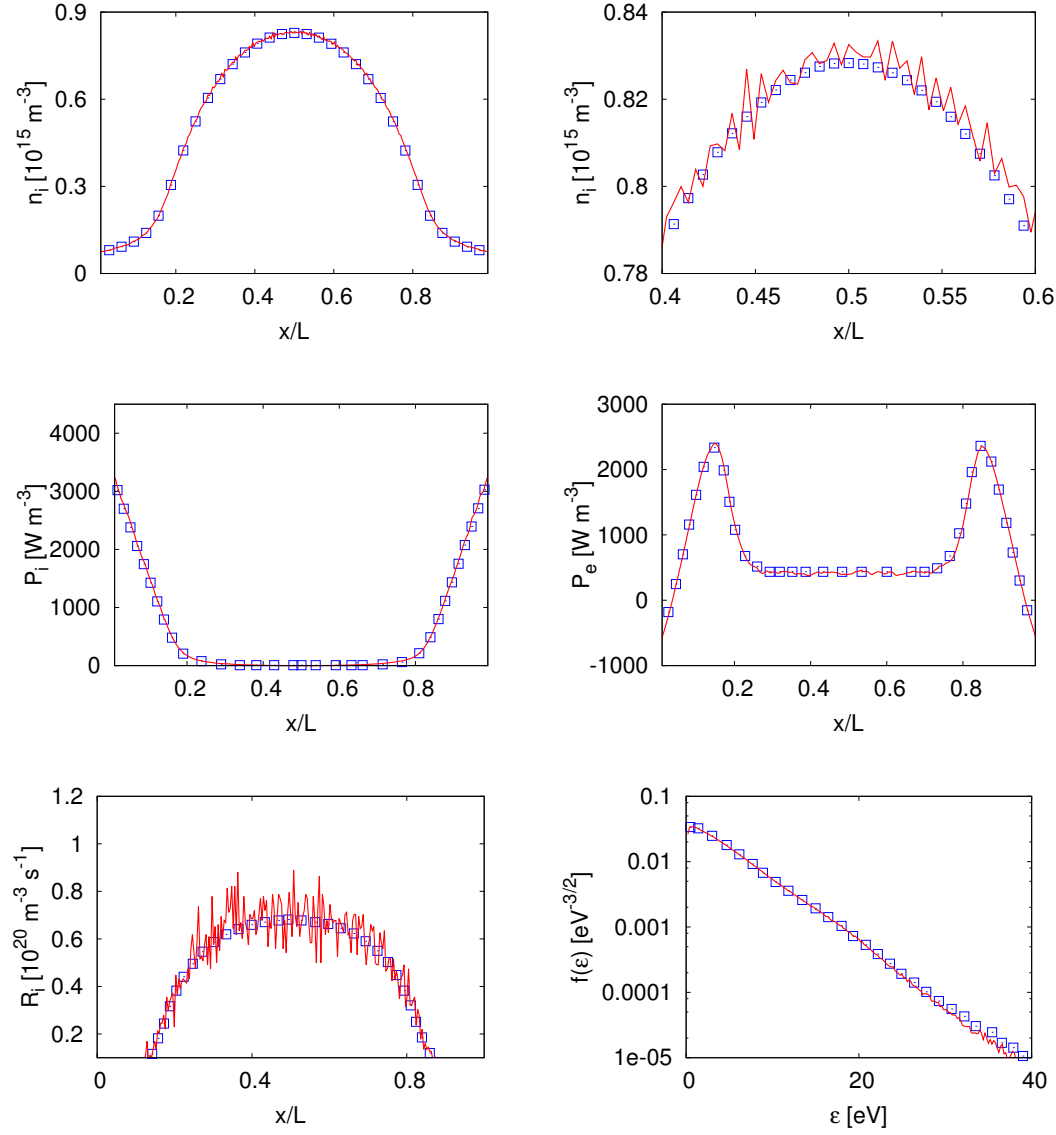 0.9
0.6
0.3
0
0.2 0.4 0.6 0.8
n_i [10^15 m^-3]
x/L
0.84
0.82
0.8
0.78
0.4 0.45 0.5 0.55 0.6
n_i [10^15 m^-3]
x/L
4000
3000
2000
1000
0
0.2 0.4 0.6 0.8
P_i [W m^-3]
x/L
3000
2000
1000
0
-1000
0.2 0.4 0.6 0.8
P_e [W m^-3]
x/L
1.2
1
0.8
0.6
0.4
0.2
0 0.4 0.8
R_i [10^20 m^-3 s^-1]
x/L
0.1
0.01
0.001
0.0001
1e-05
0 20 40
f(ε) [eV^-3/2]
ε [eV]